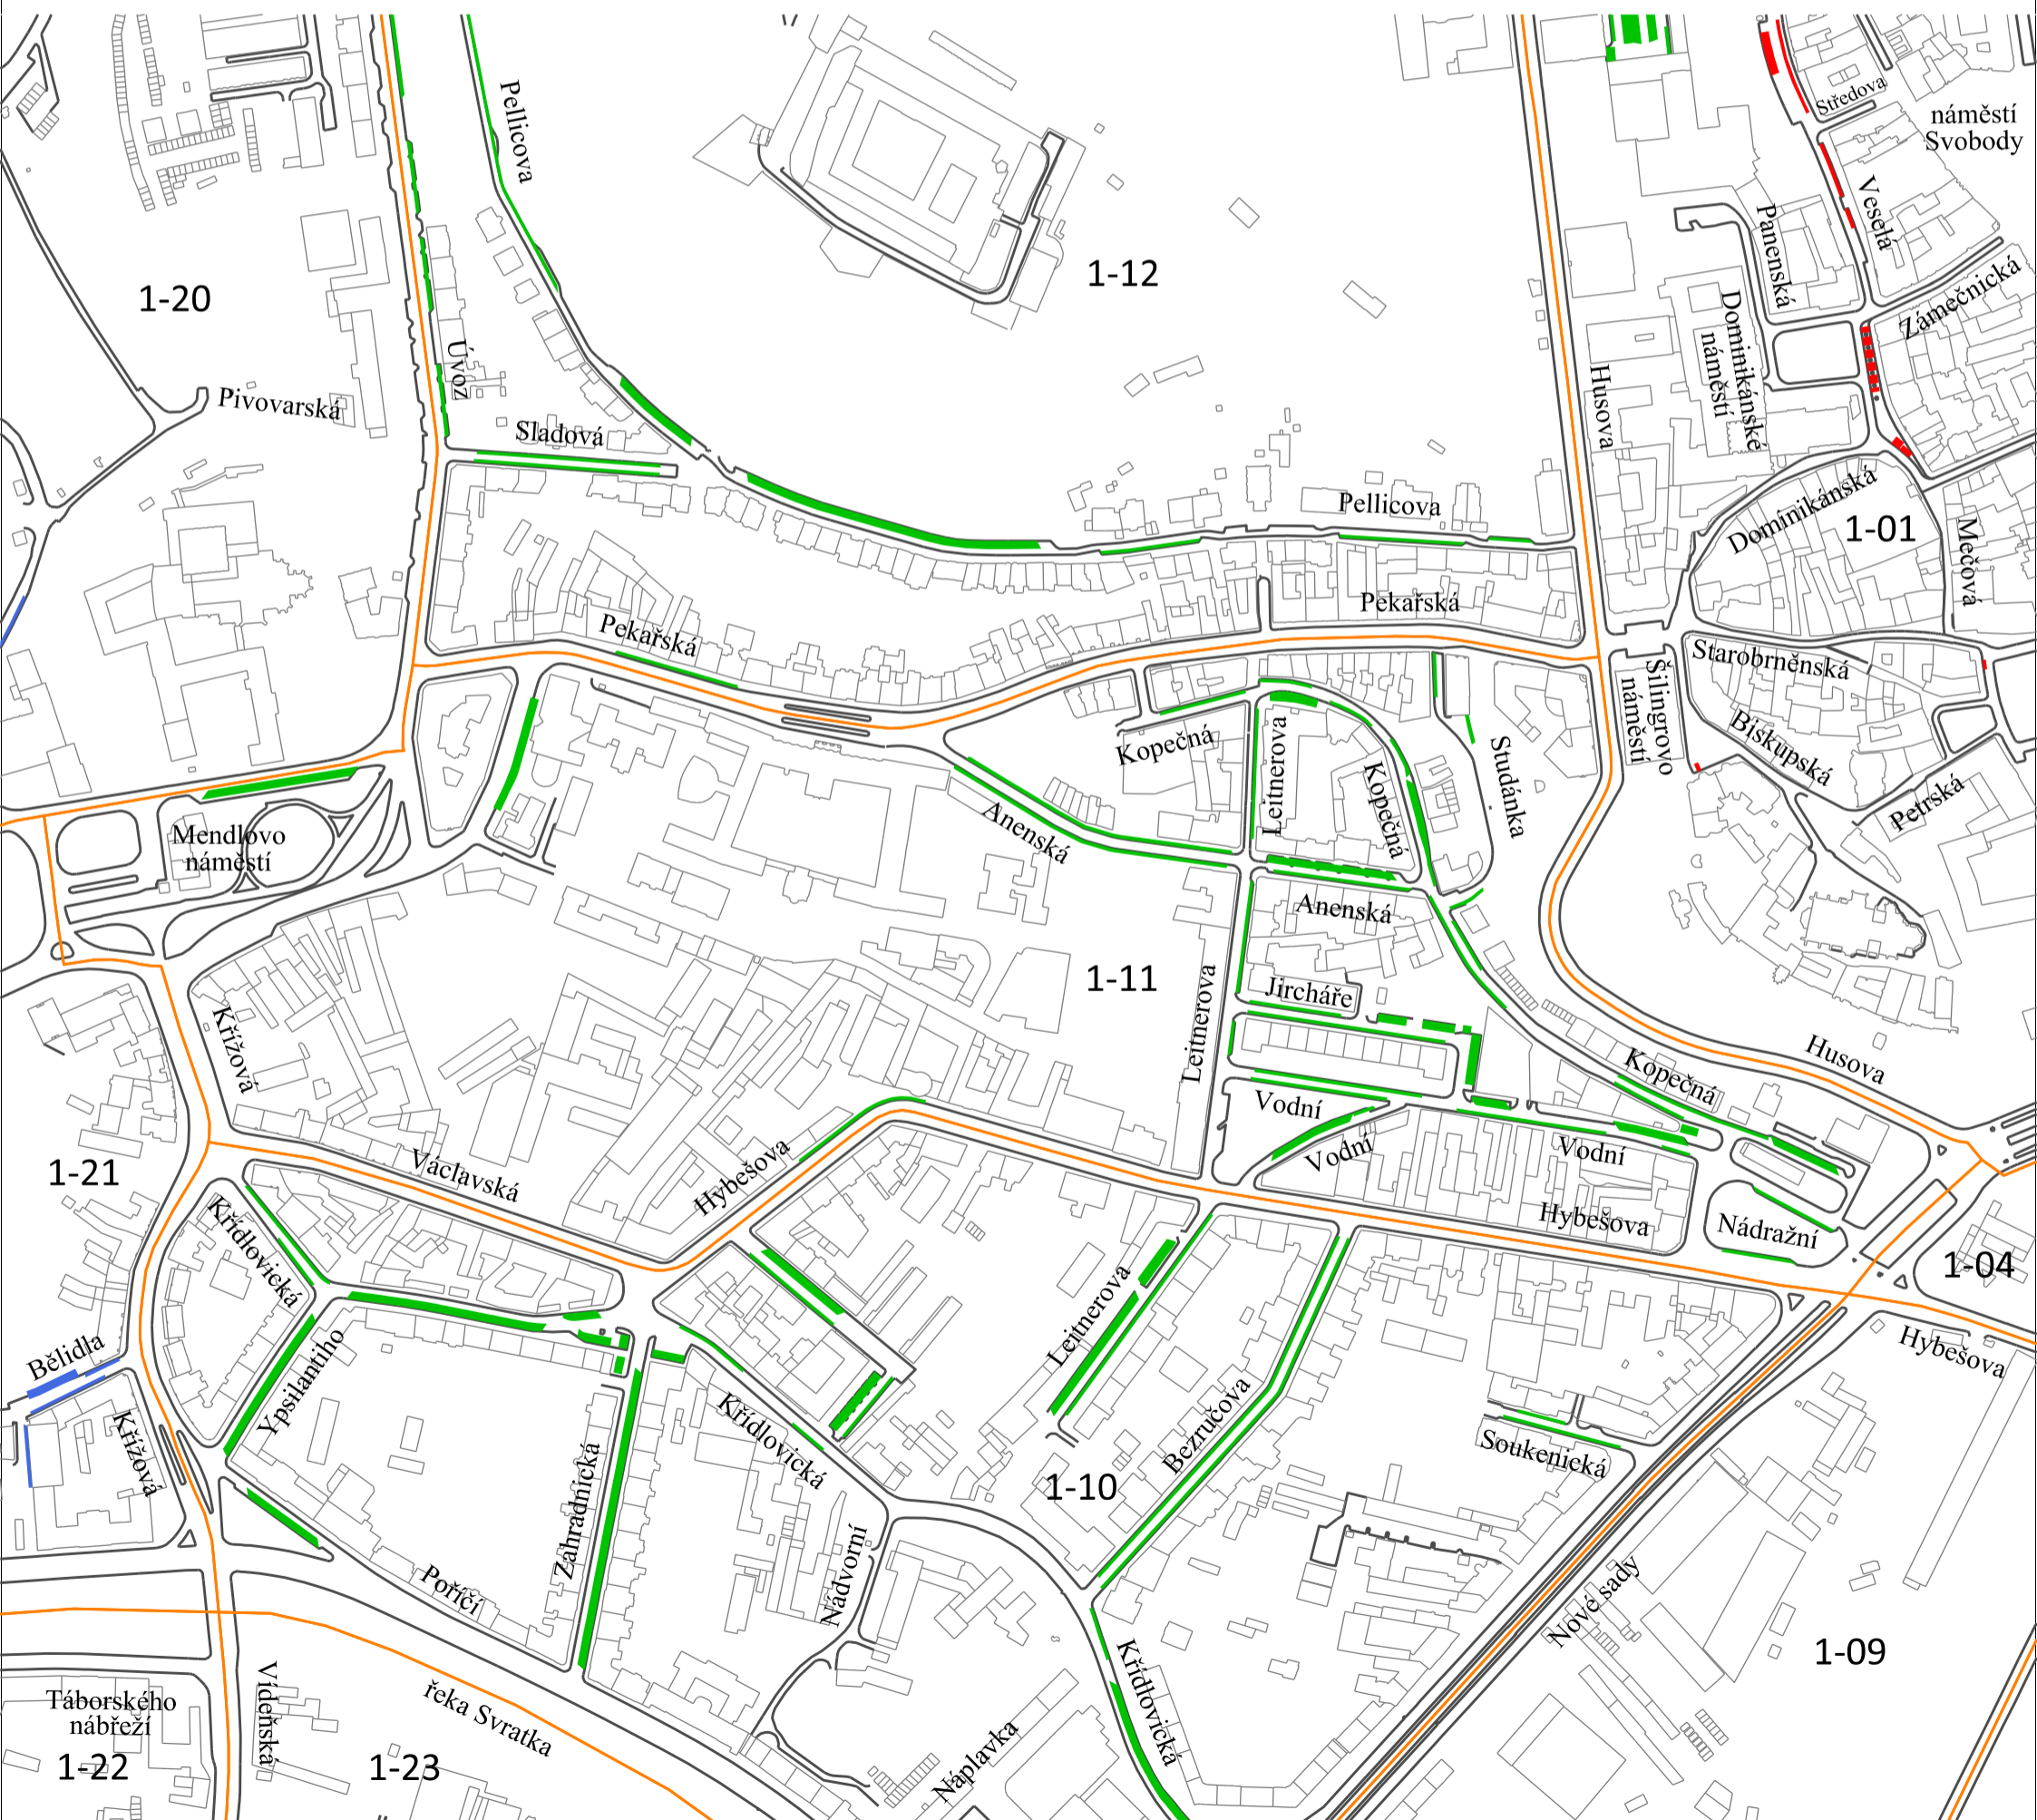 Pellicova
Středova
náměstí
Svobody
Veselá
Panenská
1-12
1-20
Zámečnická
Dominikánské
náměstí
Úvoz
Husova
Pivovarská
Sladová
Pellicova
Dominikánská
1-01
Mečová
Pekařská
Pekařská
Starobrněnská
Šilingrovo
náměstí
Biskupská
Kopečná
Leitnerova
Kopečná
Studánka
Petrská
Anenská
Mendlovo
náměstí
Anenská
1-11
Jircháře
Leitnerova
Křížová
Husova
Kopečná
Vodní
Vodní
Vodní
1-21
Václavská
Hybešova
Křídlovická
Hybešova
Nádražní
1-04
Leitnerova
Bělidla
Ypsilantiho
Hybešova
Křížová
Křídlovická
Bezručova
Soukenická
1-10
Zahradnická
Nádvorní
Poříčí
Nové sady
1-09
Křídlovická
Vídeňská
Táborského
nábřeží
řeka Svratka
Náplavka
1-22
1-23